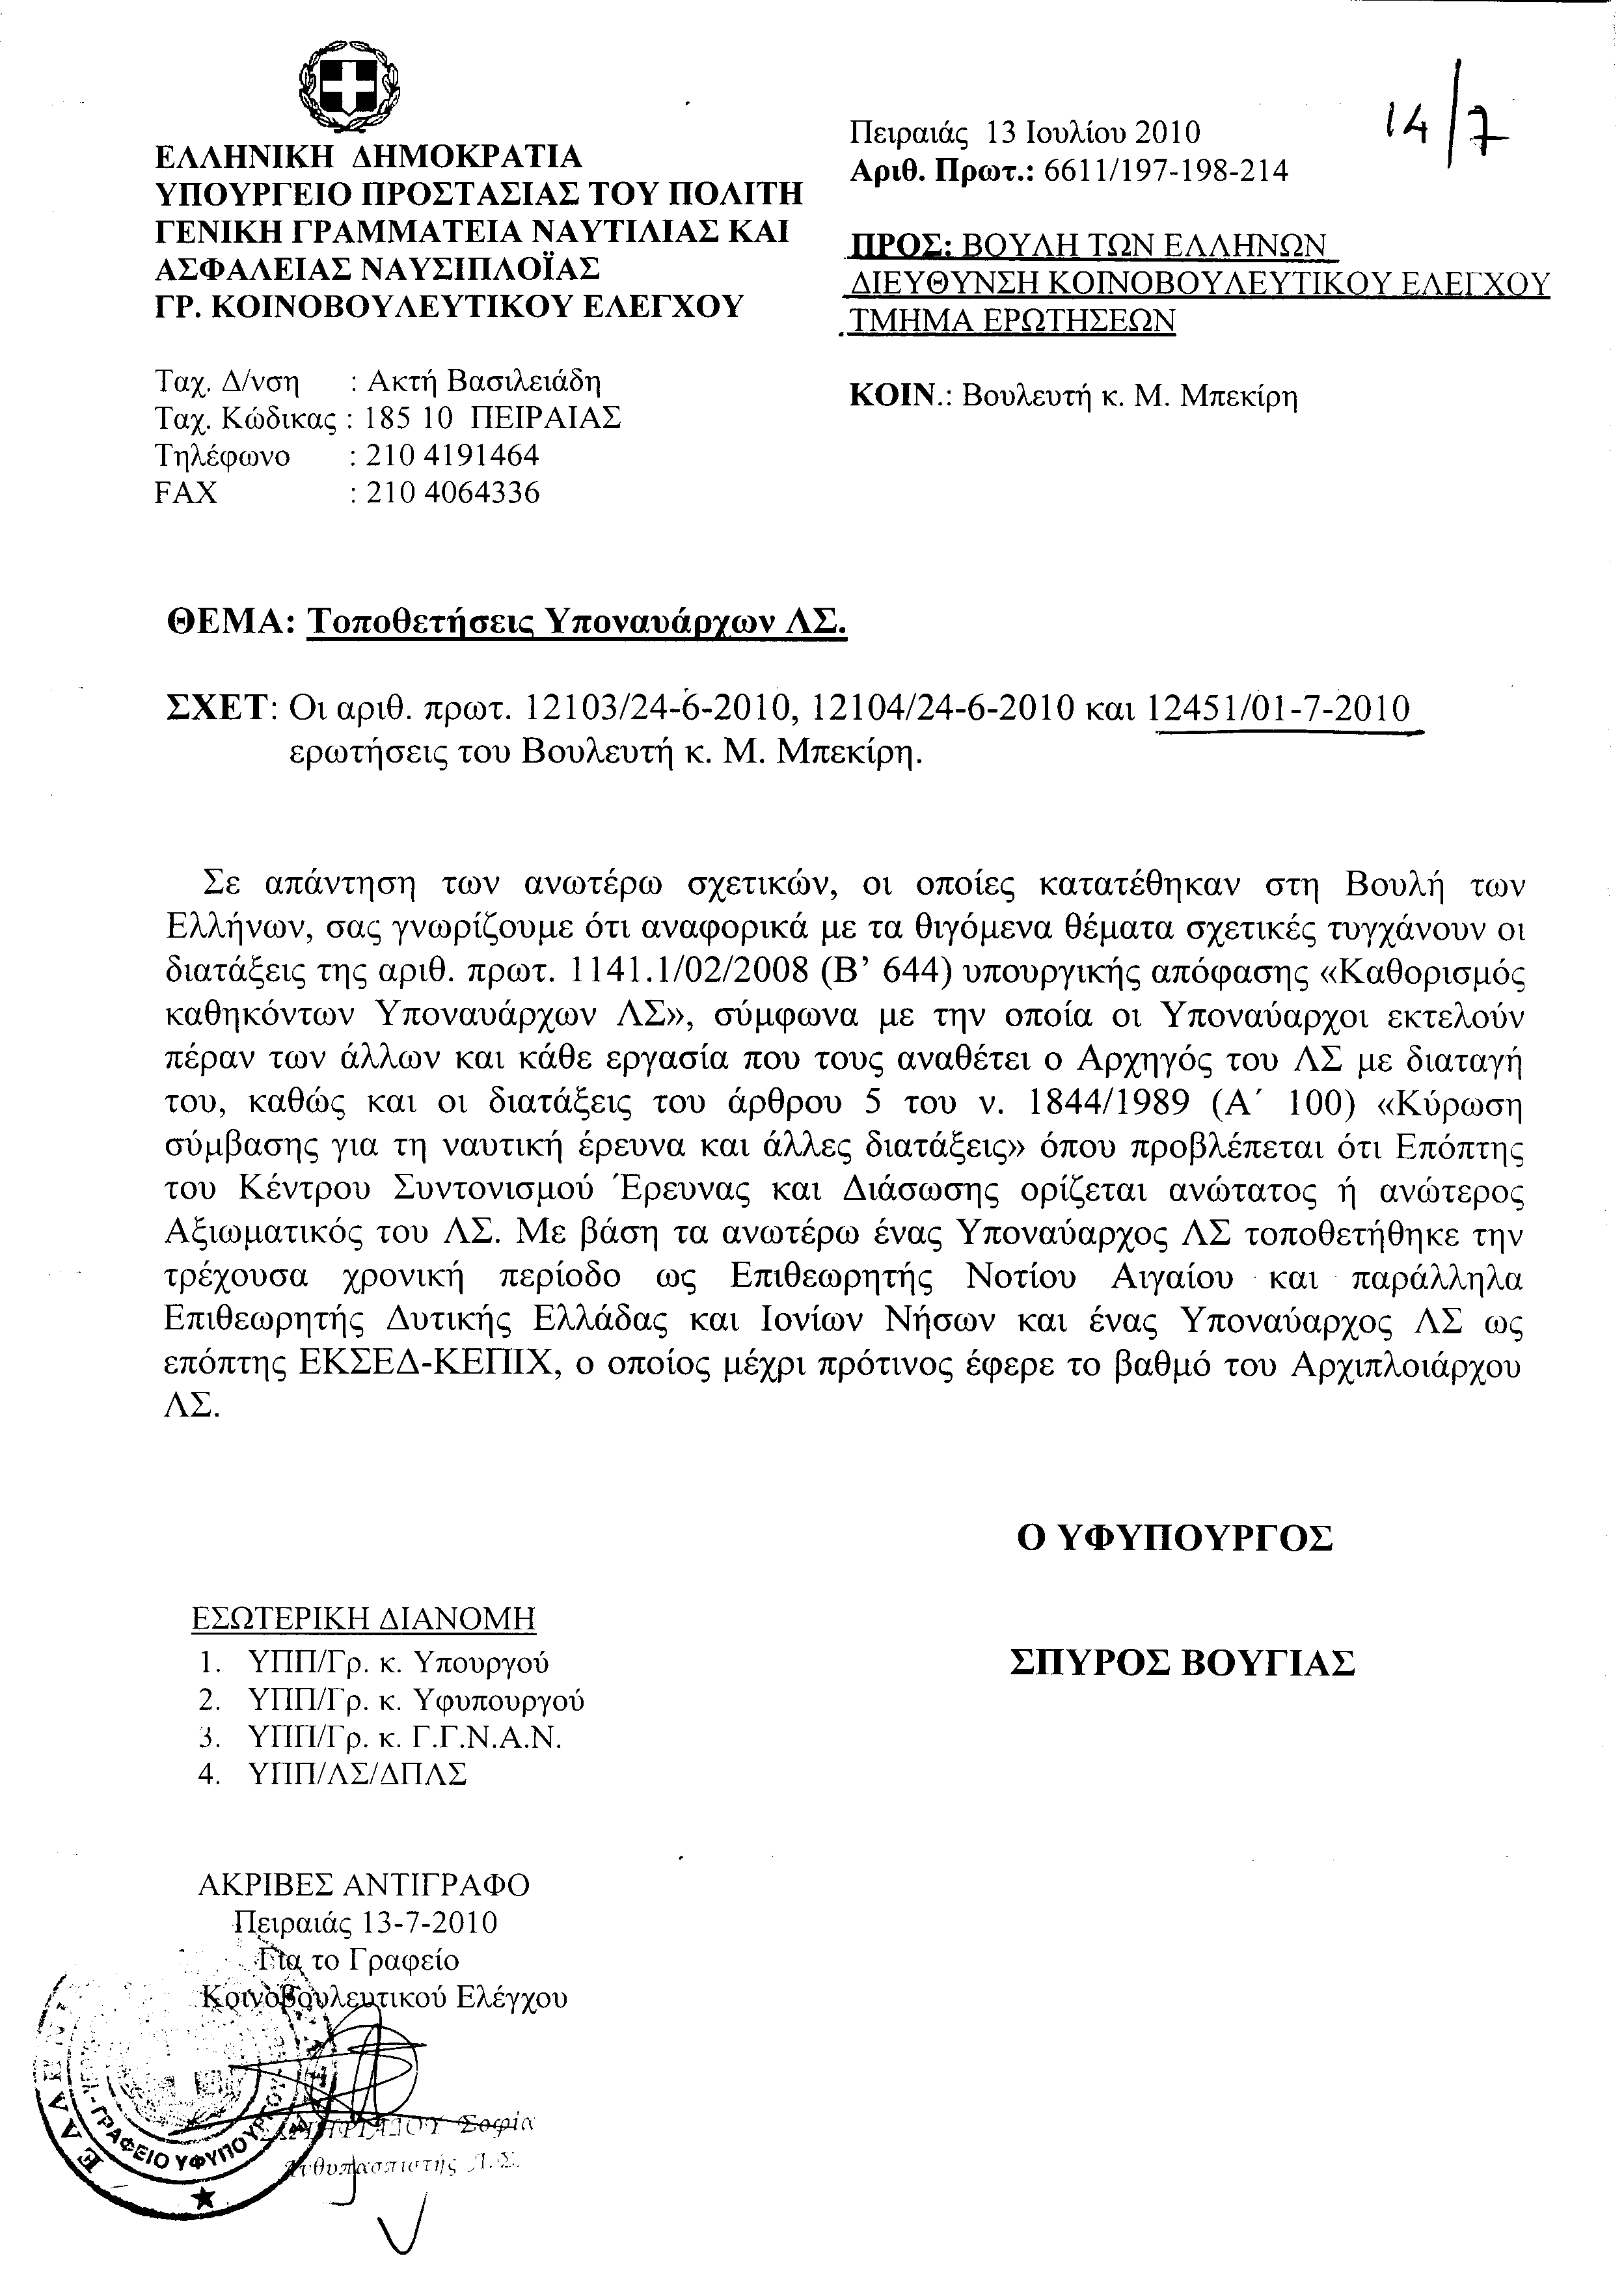 ΕΛΛΗΝΙΚΗ ΔΗΜΟΚΡΑΤΙΑ
ΥΠΟΥΡΓΕΙΟ ΠΡΟΣΤΑΣΙΑΣ ΤΟΥ ΠΟΛΙΤΗ
ΓΕΝΙΚΗ ΓΡΑΜΜΑΤΕΙΑ ΝΑΥΤΙΛΙΑΣ ΚΑΙ
ΑΣΦΑΛΕΙΑΣ ΝΑΥΣΙΠΛΟΪΑΣ
ΓΡ. ΚΟΙΝΟΒΟΥΛΕΥΤΙΚΟΥ ΕΛΕΓΧΟΥ
Ταχ. Δ/νση : Ακτή Βασιλειάδη
Ταχ. Κώδικας : 185 10 ΠΕΙΡΑΙΑΣ
Τηλέφωνο : 210 4191464
FAX : 210 4064336
14/7
Πειραιάς 13 Ιουλίου 2010
Αριθ. Πρωτ.: 6611/197-198-214
ΠΡΟΣ: ΒΟΥΛΗ ΤΩΝ ΕΛΛΗΝΩΝ
ΔΙΕΥΘΥΝΣΗ ΚΟΙΝΟΒΟΥΛΕΥΤΙΚΟΥ ΕΛΕΓΧΟΥ
ΤΜΗΜΑ ΕΡΩΤΗΣΕΩΝ
ΚΟΙΝ.: Βουλευτή κ. Μ. Μπεκίρη
ΘΕΜΑ: Τοποθετήσεις Υποναυάρχων ΛΣ.
ΣΧΕΤ: Οι αριθ. πρωτ. 12103/24-6-2010, 12104/24-6-2010 και 12451/01-7-2010
ερωτήσεις του Βουλευτή κ. Μ. Μπεκίρη.
Σε απάντηση των ανωτέρω σχετικών, οι οποίες κατατέθηκαν στη Βουλή των
Ελλήνων, σας γνωρίζουμε ότι αναφορικά με τα θιγόμενα θέματα σχετικές τυγχάνουν οι
διατάξεις της αριθ. πρωτ. 1141.1/02/2008 (Β’ 644) υπουργικής απόφασης «Καθορισμός
καθηκόντων Υποναυάρχων ΛΣ», σύμφωνα με την οποία οι Υποναύαρχοι εκτελούν
πέραν των άλλων και κάθε εργασία που τους αναθέτει ο Αρχηγός του ΛΣ με διαταγή
του, καθώς και οι διατάξεις του άρθρου 5 του ν. 1844/1989 (Α΄ 100) «Κύρωση
σύμβασης για τη ναυτική έρευνα και άλλες διατάξεις» όπου προβλέπεται ότι Επόπτης
του Κέντρου Συντονισμού Έρευνας και Διάσωσης ορίζεται ανώτατος ή ανώτερος
Αξιωματικός του ΛΣ. Με βάση τα ανωτέρω ένας Υποναύαρχος ΛΣ τοποθετήθηκε την
τρέχουσα χρονική περίοδο ως Επιθεωρητής Νοτίου Αιγαίου και παράλληλα
Επιθεωρητής Δυτικής Ελλάδας και Ιονίων Νήσων και ένας Υποναύαρχος ΛΣ ως
επόπτης ΕΚΣΕΔ-ΚΕΠΙΧ, ο οποίος μέχρι πρότινος έφερε το βαθμό του Αρχιπλοιάρχου
ΛΣ.
Ο ΥΦΥΠΟΥΡΓΟΣ
ΣΠΥΡΟΣ ΒΟΥΓΙΑΣ
ΕΣΩΤΕΡΙΚΗ ΔΙΑΝΟΜΗ
1. ΥΠΠ/Γρ. κ. Υπουργού
2. ΥΠΠ/Γρ. κ. Υφυπουργού
3. ΥΠΠ/Γρ. κ. Γ.Γ.Ν.Α.Ν.
4. ΥΠΠ/ΛΣ/ΔΠΛΣ
ΑΚΡΙΒΕΣ ΑΝΤΙΓΡΑΦΟ
Πειραιάς 13-7-2010
Για το Γραφείο
Κοινοβουλευτικού Ελέγχου
Σοφία
Ανθυπασπιστής Λ.Σ.
ΓΡΑΦΕΙΟ ΥΦΥΠΟΥΡΓΟΥ